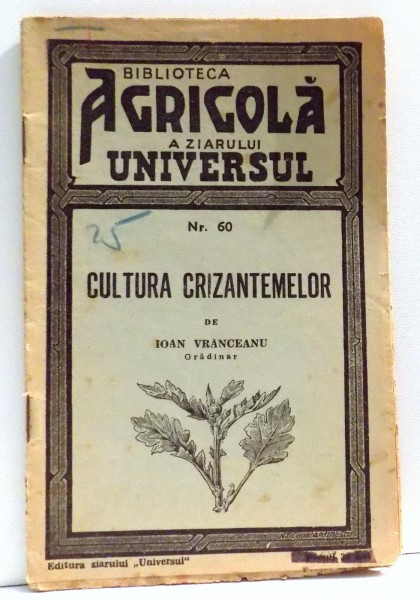 BIBLIOTECA
AGRICOLĂ
A ZIARULUI
UNIVERSUL
Nr. 60
25
CULTURA CRIZANTEMELOR
DE
IOAN VRÂNCEANU
Grădinar
Editura ziarului „Universul"